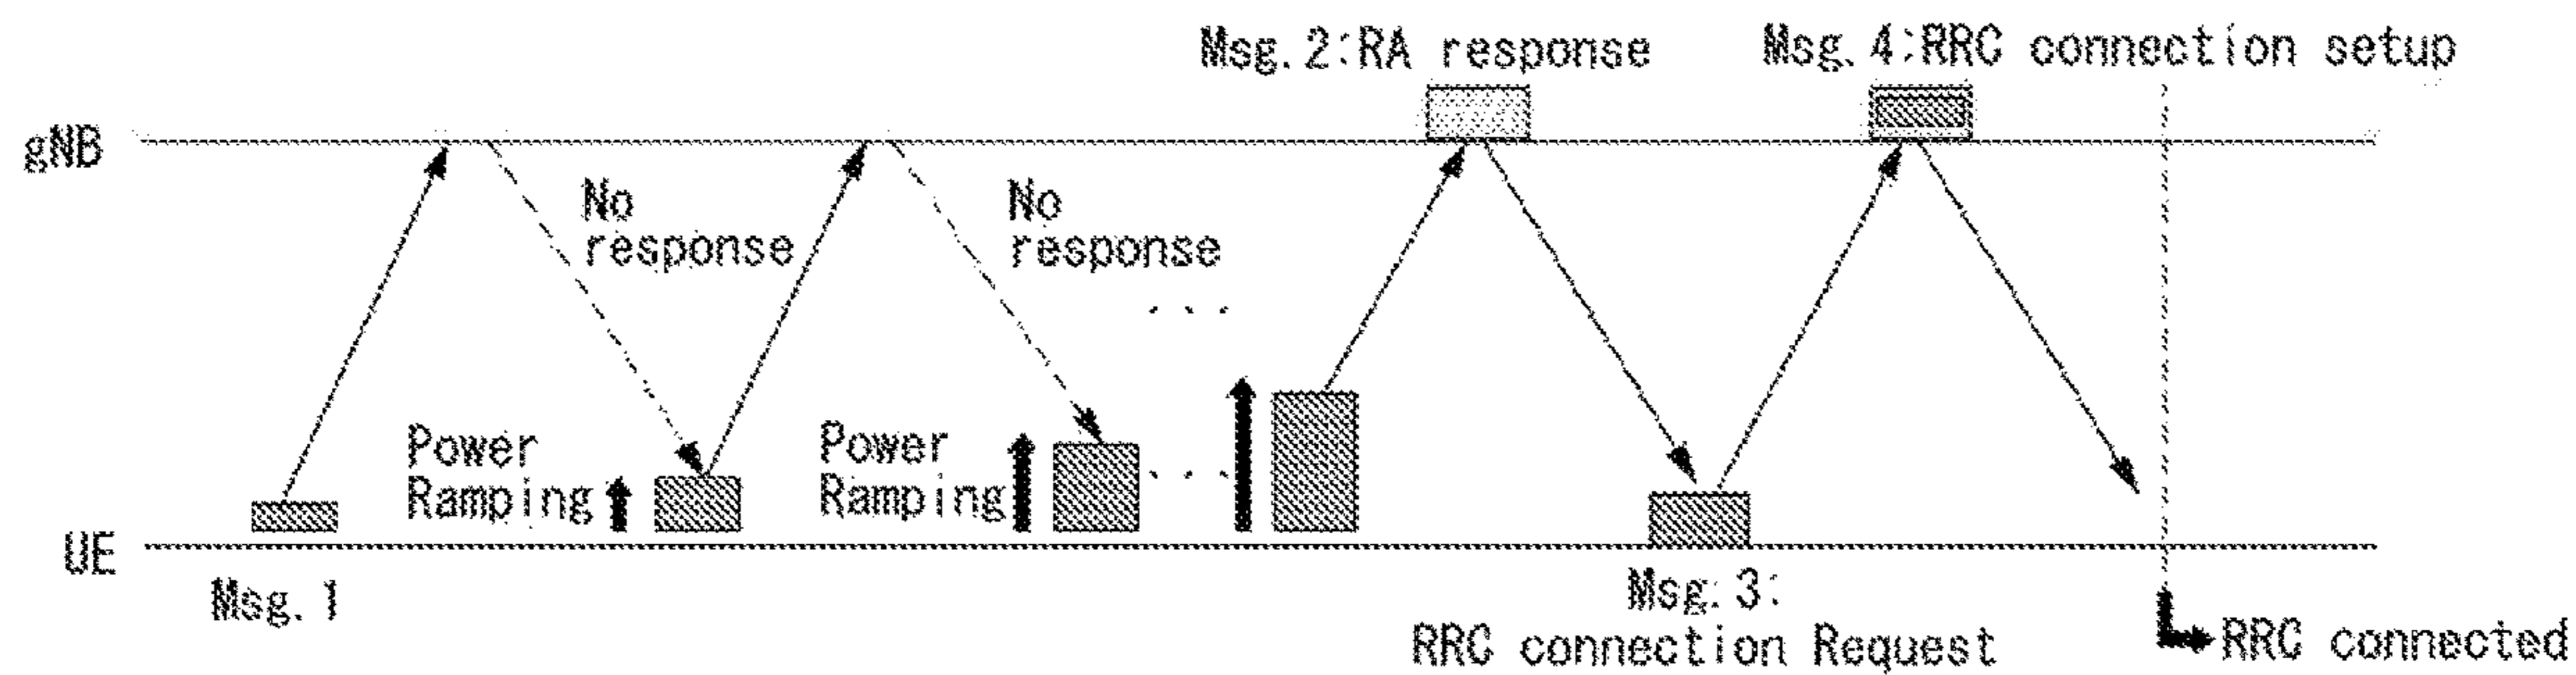 Msg. 2:RA response
Msg. 4:RRC connection setup
gNB
No
response
No
response
. . .
Power
Ramping
Power
Ramping
. . .
UE
Msg. 1
Msg. 3:
RRC connection Request
RRC connected